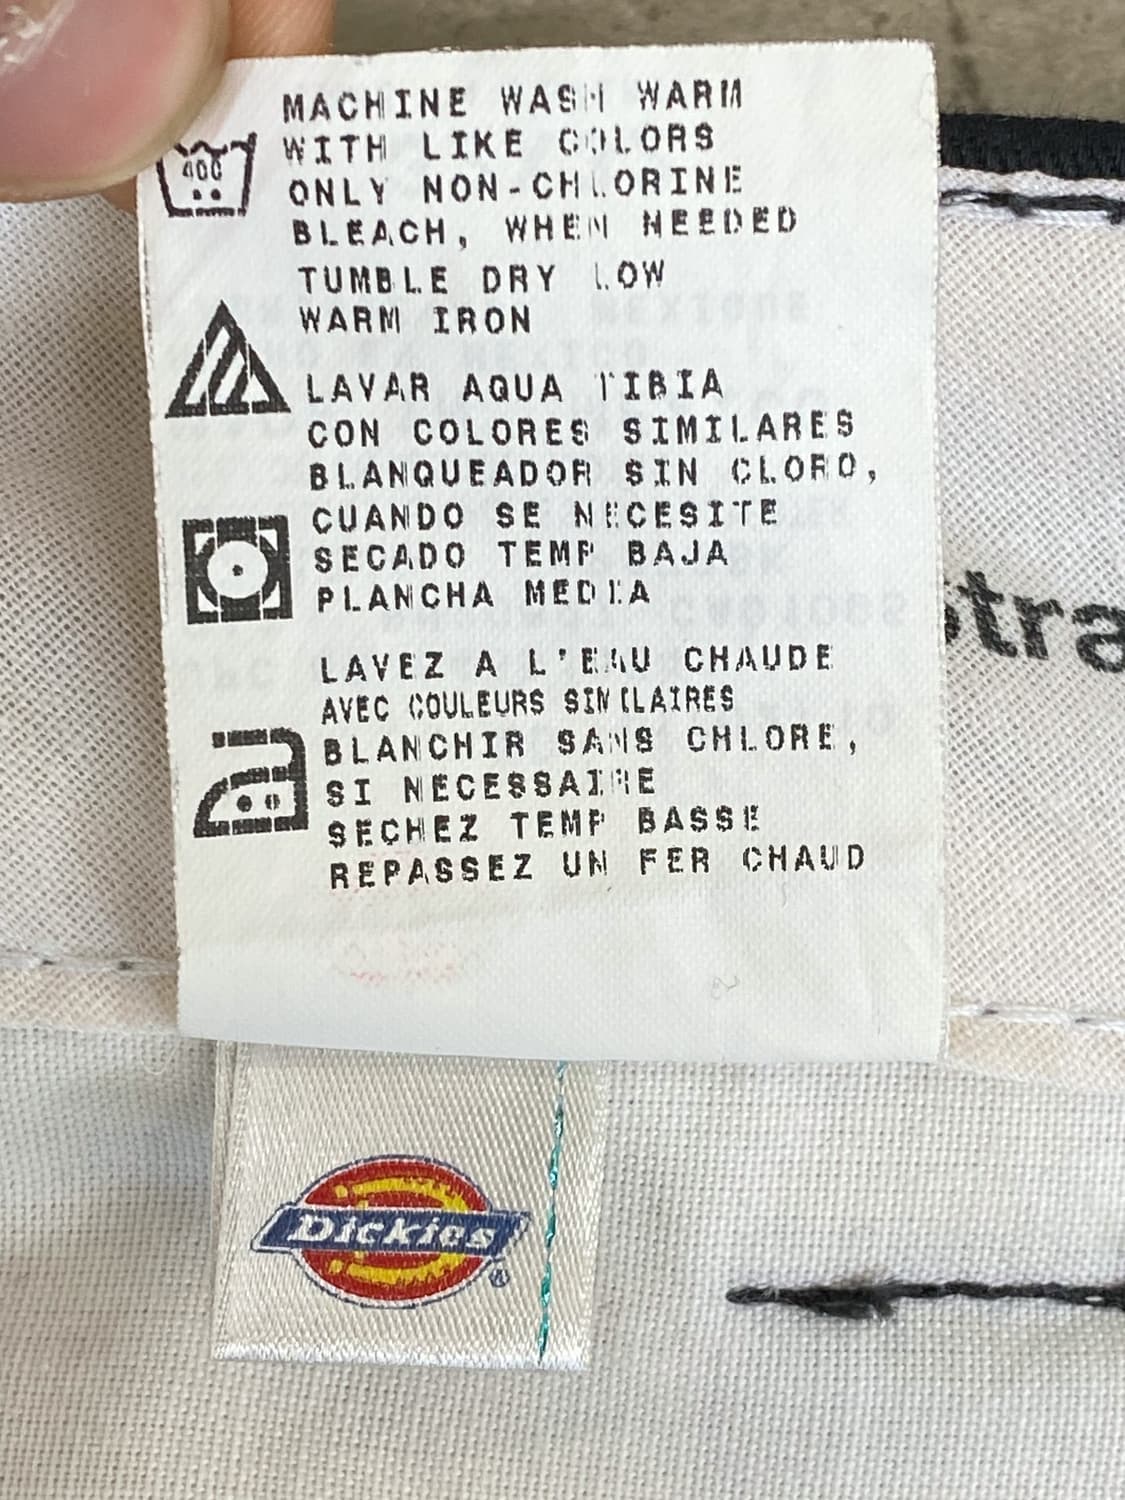 MACHINE WASH WARM
WITH LIKE COLORS
ONLY NON-CHLORINE
BLEACH, WHEN NEEDED
TUMBLE DRY LOW
WARM IRON
40C
LAVAR AQUA TIBIA
CON COLORES SIMILARES
BLANQUEADOR SIN CLORO,
CUANDO SE NECESITE
SECADO TEMP BAJA
PLANCHA MEDIA
LAVEZ A L'EAU CHAUDE
AVEC COULEURS SIMILAIRES
BLANCHIR SANS CHLORE,
SI NECESSAIRE
SECHEZ TEMP BASSE
REPASSEZ UN FER CHAUD
stra
Dickies®